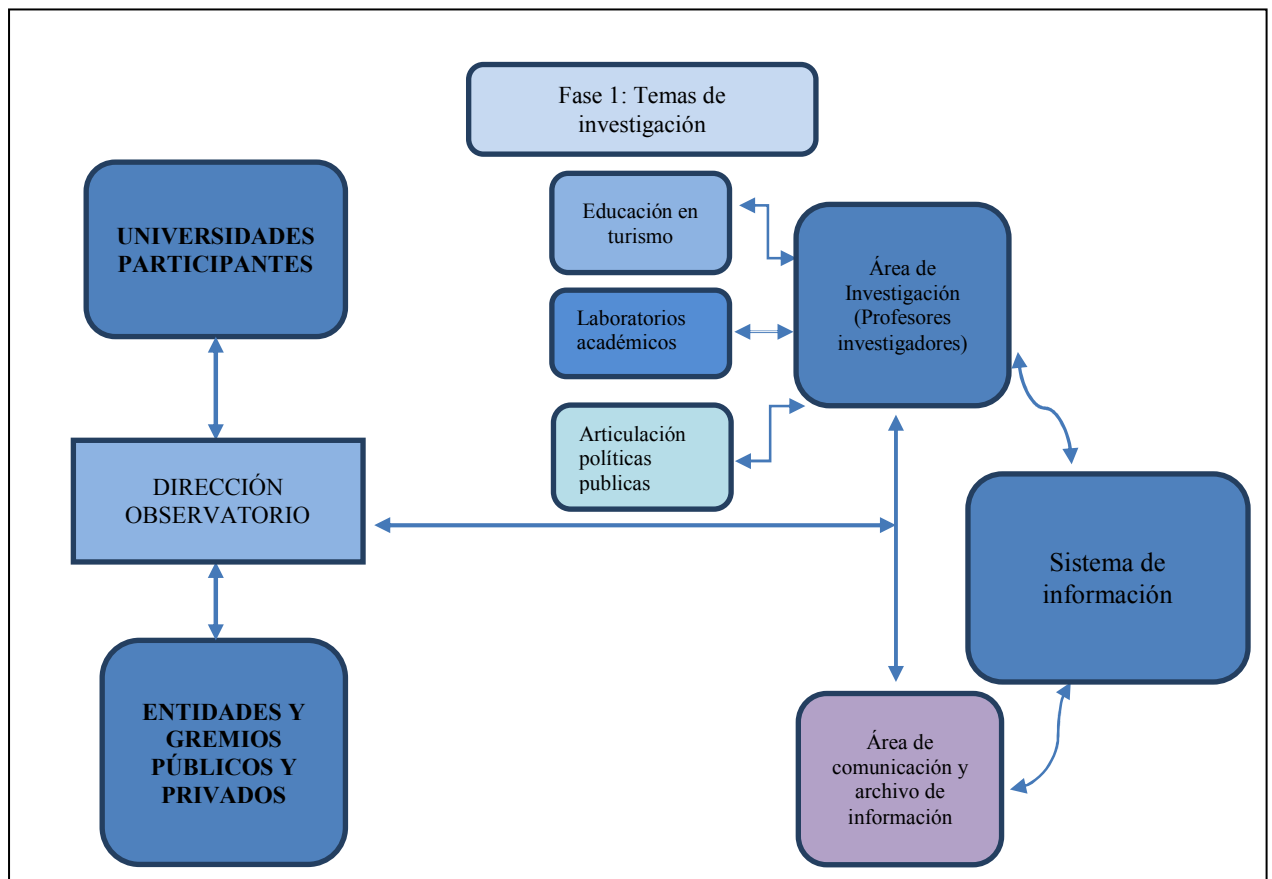 Fase 1: Temas de
investigación
UNIVERSIDADES
PARTICIPANTES
Educación en
turismo
Área de
Investigación
(Profesores
investigadores)
Laboratorios
académicos
Articulación
políticas
publicas
DIRECCIÓN
OBSERVATORIO
Sistema de
información
ENTIDADES Y
GREMIOS
PÚBLICOS Y
PRIVADOS
Área de
comunicación y
archivo de
información